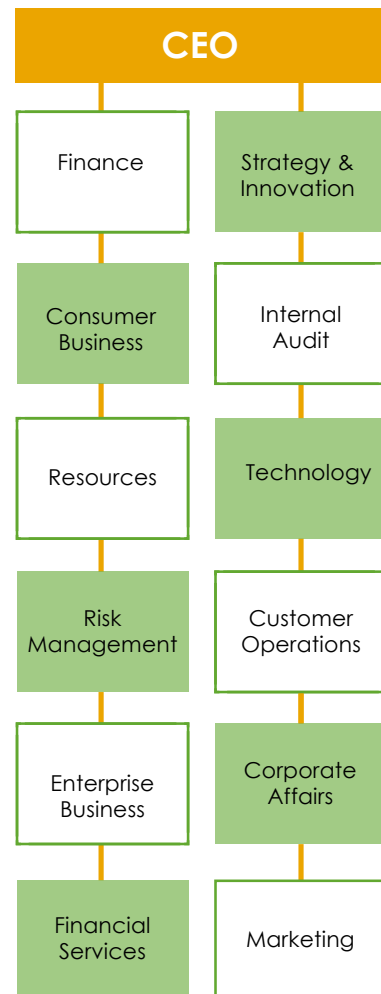 CEO
Finance
Strategy &
Innovation
Consumer
Business
Internal
Audit
Resources
Technology
Risk
Management
Customer
Operations
Enterprise
Business
Corporate
Affairs
Financial
Services
Marketing